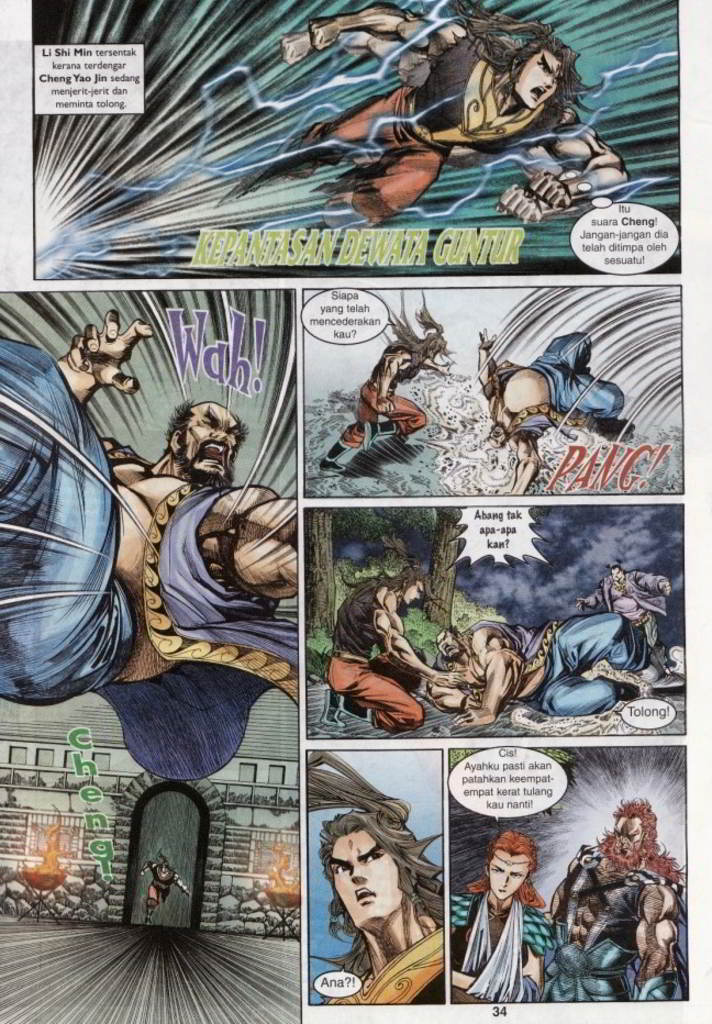 Li Shi Min tersentak
kerana terdengar
Cheng Yao Jin sedang
menjerit-jerit dan
meminta tolong.
Itu
suara Cheng!
Jangan-jangan dia
telah ditimpa oleh
sesuatu!
KEPANTASAN DEWATA GUNTUR
Wah!
Cheng!
Siapa
yang telah
mencederakan
kau?
PANG!
Abang tak
apa-apa
kan?
Tolong!
Ana?!
Cis!
Ayahku pasti akan
patahkan keempat-
empat kerat tulang
kau nanti!
34